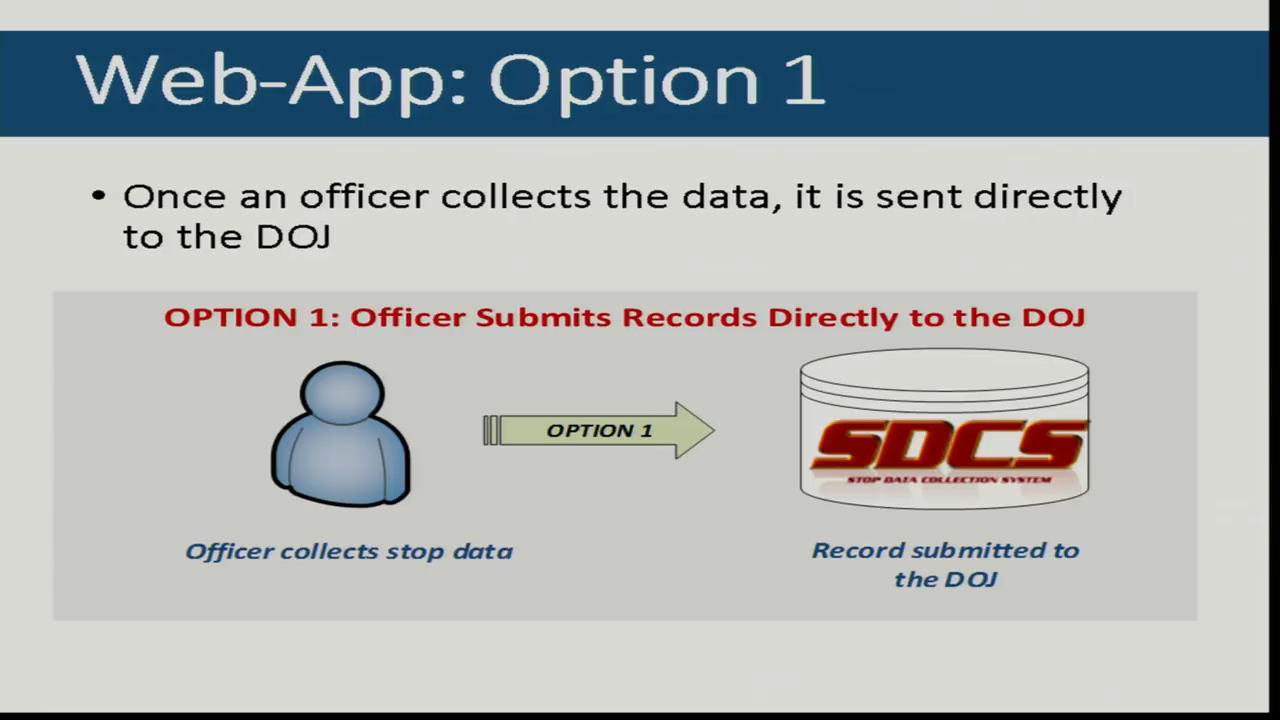 Web-App: Option 1
• Once an officer collects the data, it is sent directly
to the DOJ
OPTION 1: Officer Submits Records Directly to the DOJ
OPTION 1
SDCS
STOP DATA COLLECTION SYSTEM
Officer collects stop data
Record submitted to
the DOJ